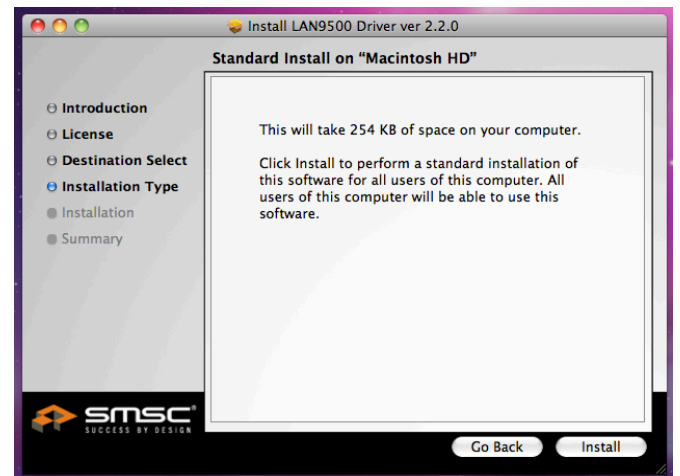 Install LAN9500 Driver ver 2.2.0
Standard Install on “Macintosh HD”
Introduction
License
Destination Select
Installation Type
Installation
Summary
This will take 254 KB of space on your computer.
Click Install to perform a standard installation of
this software for all users of this computer. All
users of this computer will be able to use this
software.
smsc®
SUCCESS BY DESIGN
Go Back
Install